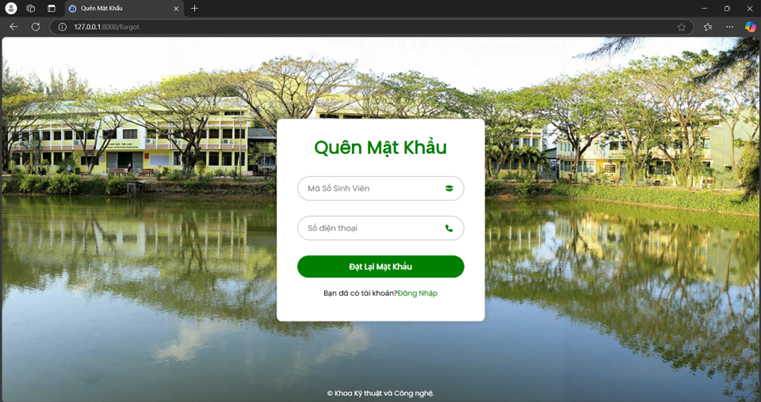 Quên Mật Khẩu
127.0.0.1:8000/forgot
Quên Mật Khẩu
Mã Số Sinh Viên
Số điện thoại
Đặt Lại Mật Khẩu
Bạn đã có tài khoản?Đăng Nhập
© Khoa Kỹ thuật và Công nghệ.